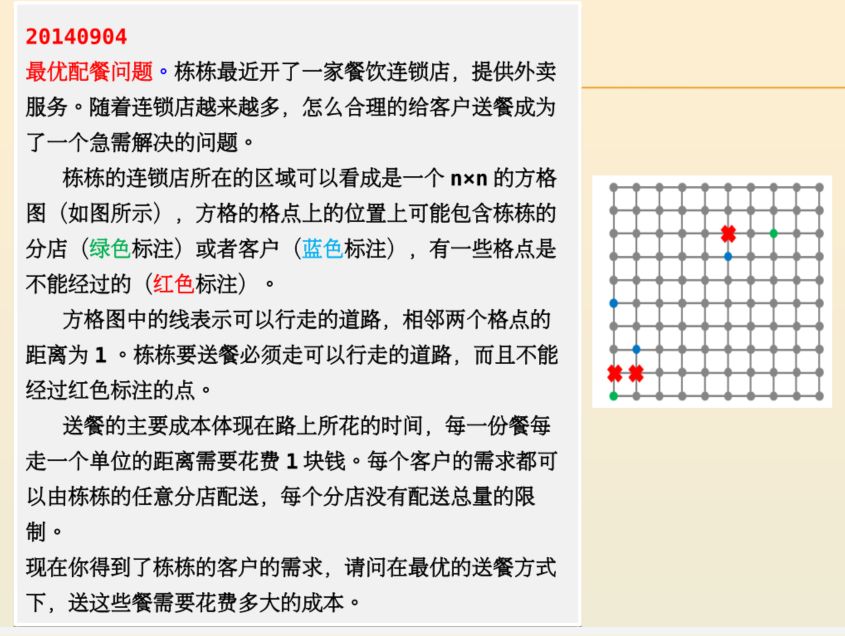 20140904
最优配餐问题。栋栋最近开了一家餐饮连锁店，提供外卖
服务。随着连锁店越来越多，怎么合理的给客户送餐成为
了一个急需解决的问题。
栋栋的连锁店所在的区域可以看成是一个 n×n 的方格
图（如图所示），方格的格点上的位置上可能包含栋栋的
分店（绿色标注）或者客户（蓝色标注），有一些格点是
不能经过的（红色标注）。
方格图中的线表示可以行走的道路，相邻两个格点的
距离为 1 。栋栋要送餐必须走可以行走的道路，而且不能
经过红色标注的点。
送餐的主要成本体现在路上所花的时间，每一份餐每
走一个单位的距离需要花费 1 块钱。每个客户的需求都可
以由栋栋的任意分店配送，每个分店没有配送总量的限
制。
现在你得到了栋栋的客户的需求，请问在最优的送餐方式
下，送这些餐需要花费多大的成本。